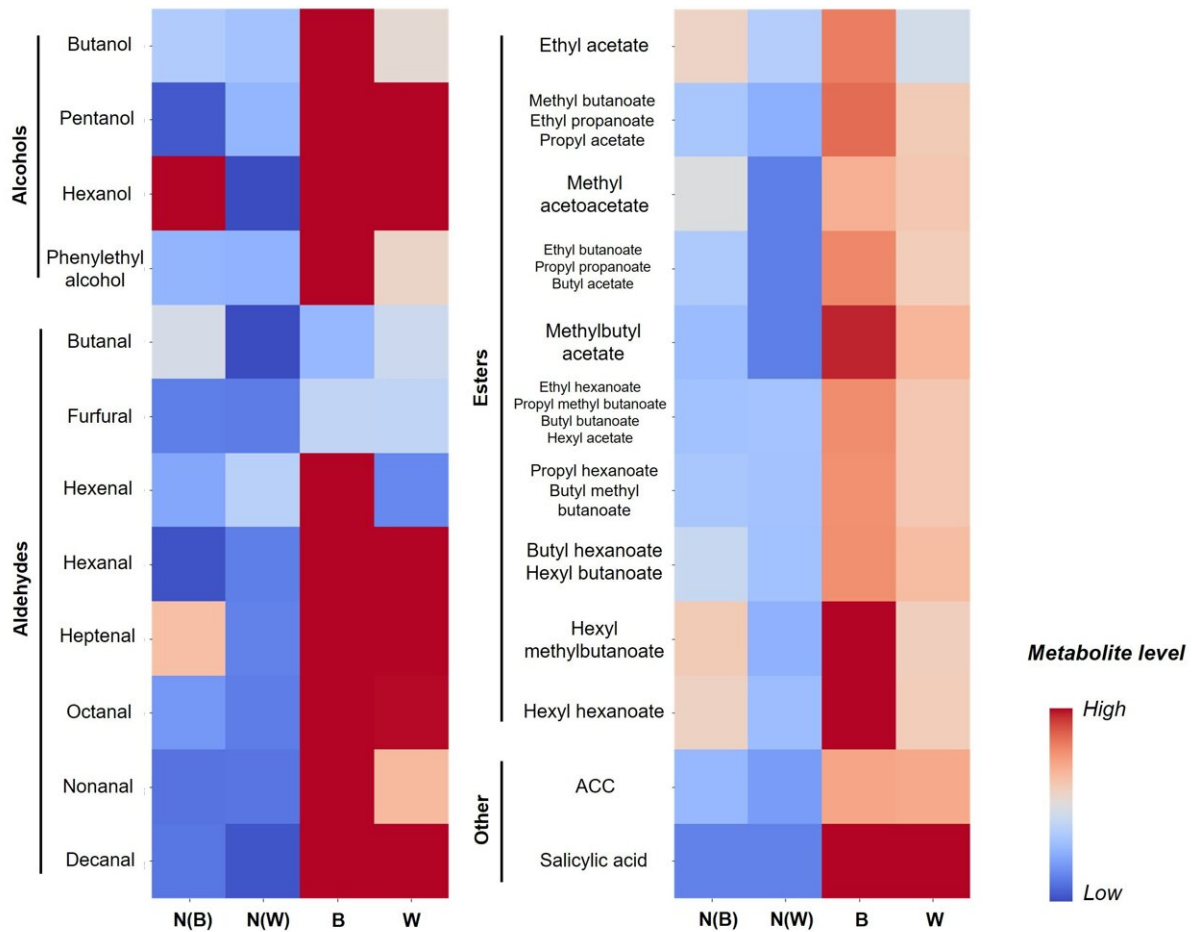 Alcohols
Butanol
Pentanol
Hexanol
Phenylethyl
alcohol
Aldehydes
Butanal
Furfural
Hexenal
Hexanal
Heptenal
Octanal
Nonanal
Decanal
N(B) N(W) B W
Esters
Ethyl acetate
Methyl butanoate
Ethyl propanoate
Propyl acetate
Methyl
acetoacetate
Ethyl butanoate
Propyl propanoate
Butyl acetate
Methylbutyl
acetate
Ethyl hexanoate
Propyl methyl butanoate
Butyl butanoate
Hexyl acetate
Propyl hexanoate
Butyl methyl
butanoate
Butyl hexanoate
Hexyl butanoate
Hexyl
methylbutanoate
Hexyl hexanoate
Other
ACC
Salicylic acid
N(B) N(W) B W
Metabolite level
High
Low